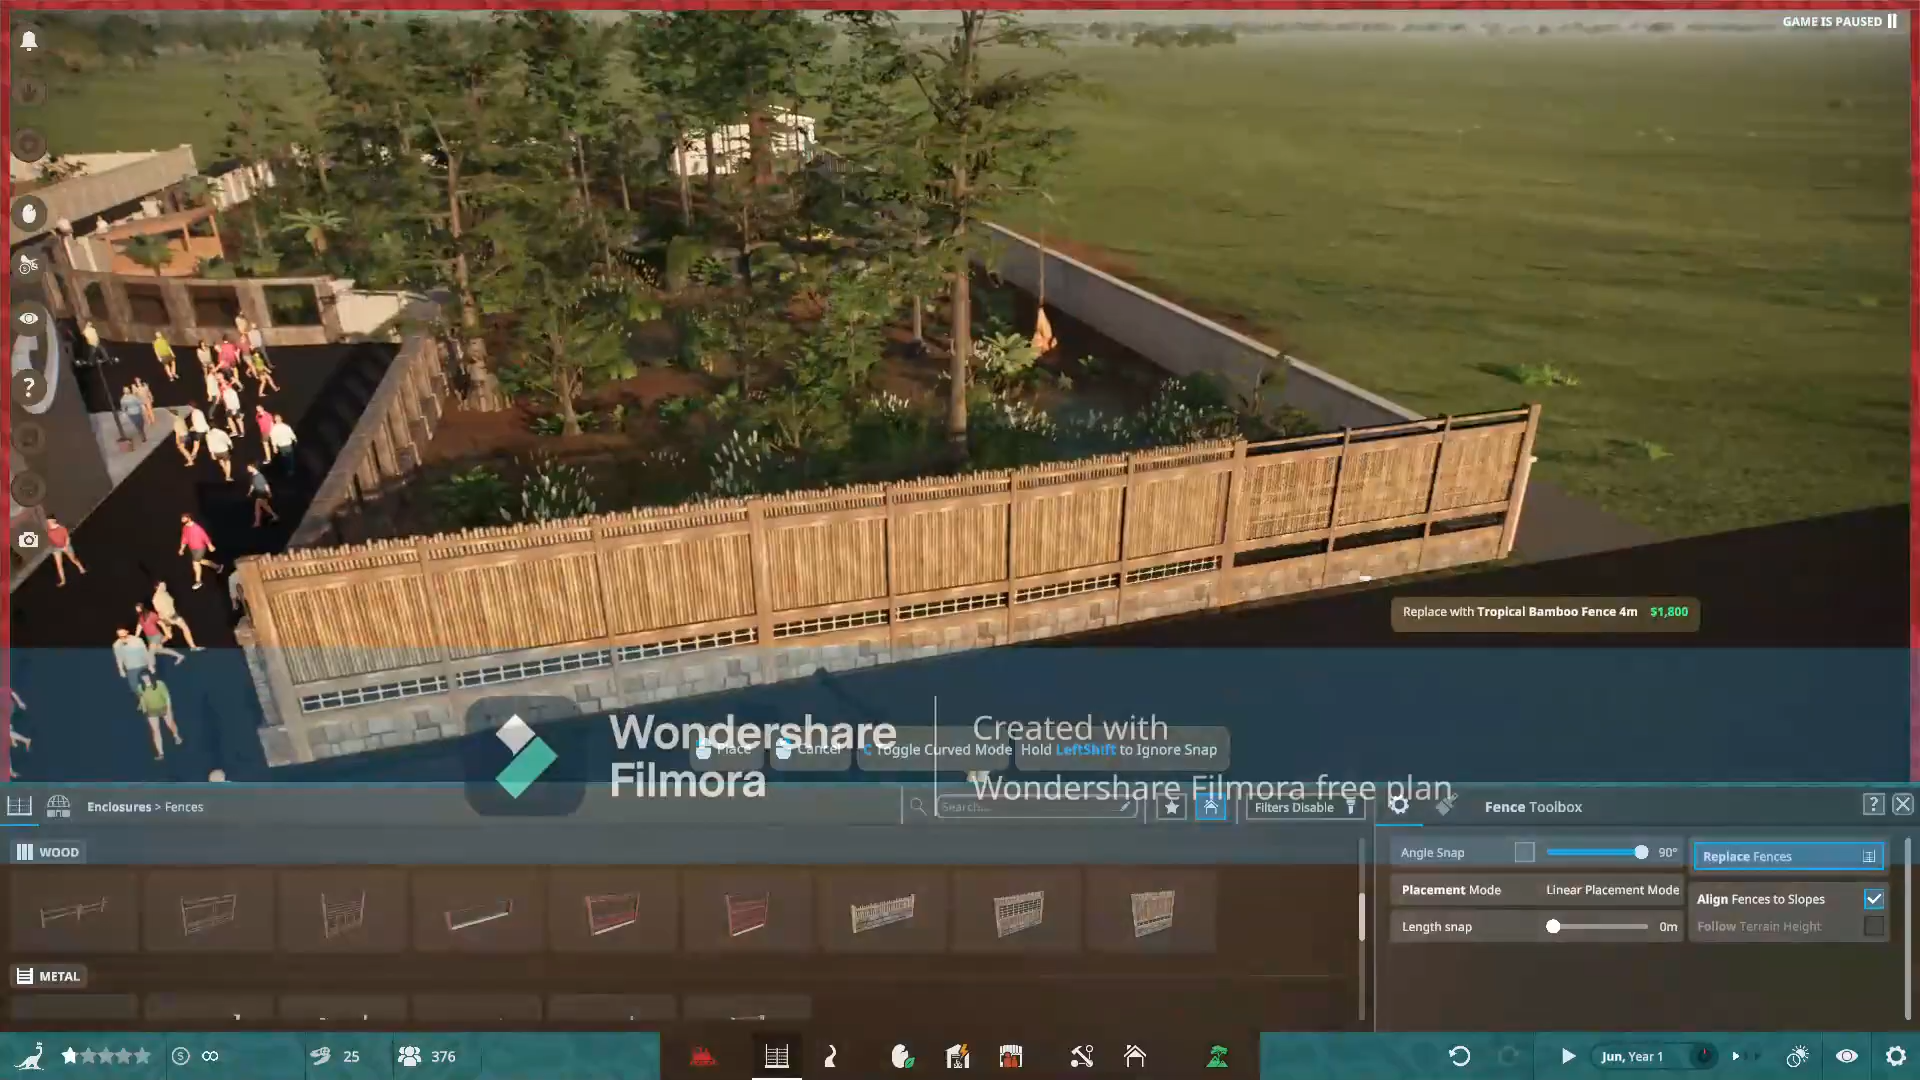 GAME IS PAUSED
Replace with Tropical Bamboo Fence 4m $1,800
Wondershare
Filmora
Created with
Wondershare Filmora free plan
Place
Cancel
C Toggle Curved Mode
Hold LeftShift to Ignore Snap
Enclosures > Fences
Search...
Filters Disable
Fence Toolbox
?
WOOD
Angle Snap 90°
Replace Fences
Placement Mode Linear Placement Mode
Align Fences to Slopes
Length snap 0m
Follow Terrain Height
METAL
∞
25
376
Jun, Year 1